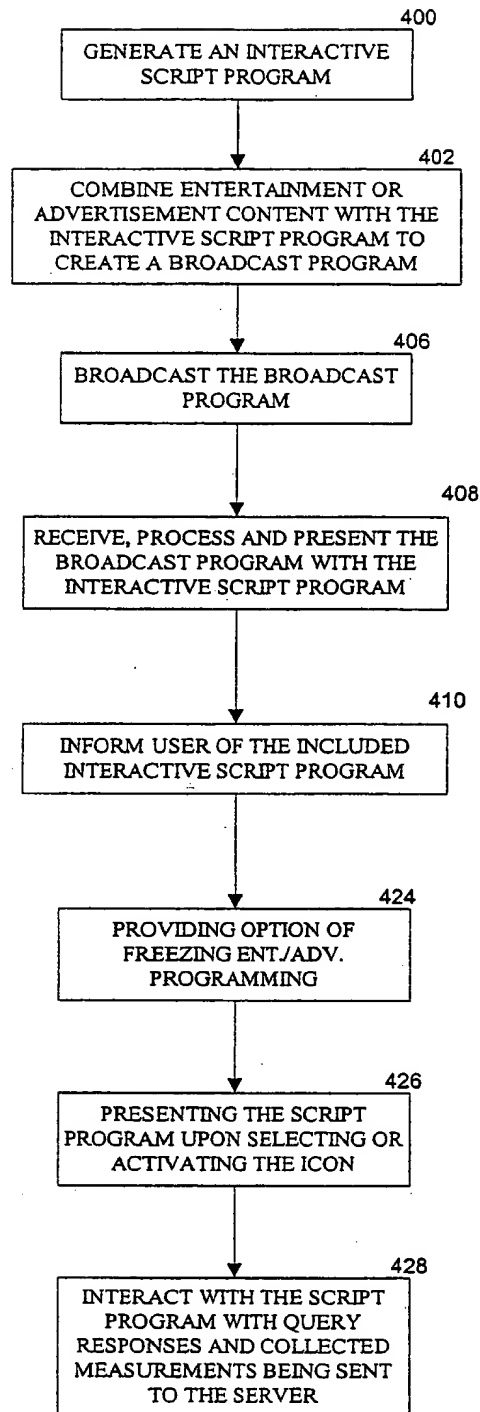 400
GENERATE AN INTERACTIVE
SCRIPT PROGRAM
402
COMBINE ENTERTAINMENT OR
ADVERTISEMENT CONTENT WITH THE
INTERACTIVE SCRIPT PROGRAM TO
CREATE A BROADCAST PROGRAM
406
BROADCAST THE BROADCAST
PROGRAM
408
RECEIVE, PROCESS AND PRESENT THE
BROADCAST PROGRAM WITH THE
INTERACTIVE SCRIPT PROGRAM
410
INFORM USER OF THE INCLUDED
INTERACTIVE SCRIPT PROGRAM
424
PROVIDING OPTION OF
FREEZING ENT./ADV.
PROGRAMMING
426
PRESENTING THE SCRIPT
PROGRAM UPON SELECTING OR
ACTIVATING THE ICON
428
INTERACT WITH THE SCRIPT
PROGRAM WITH QUERY
RESPONSES AND COLLECTED
MEASUREMENTS BEING SENT
TO THE SERVER